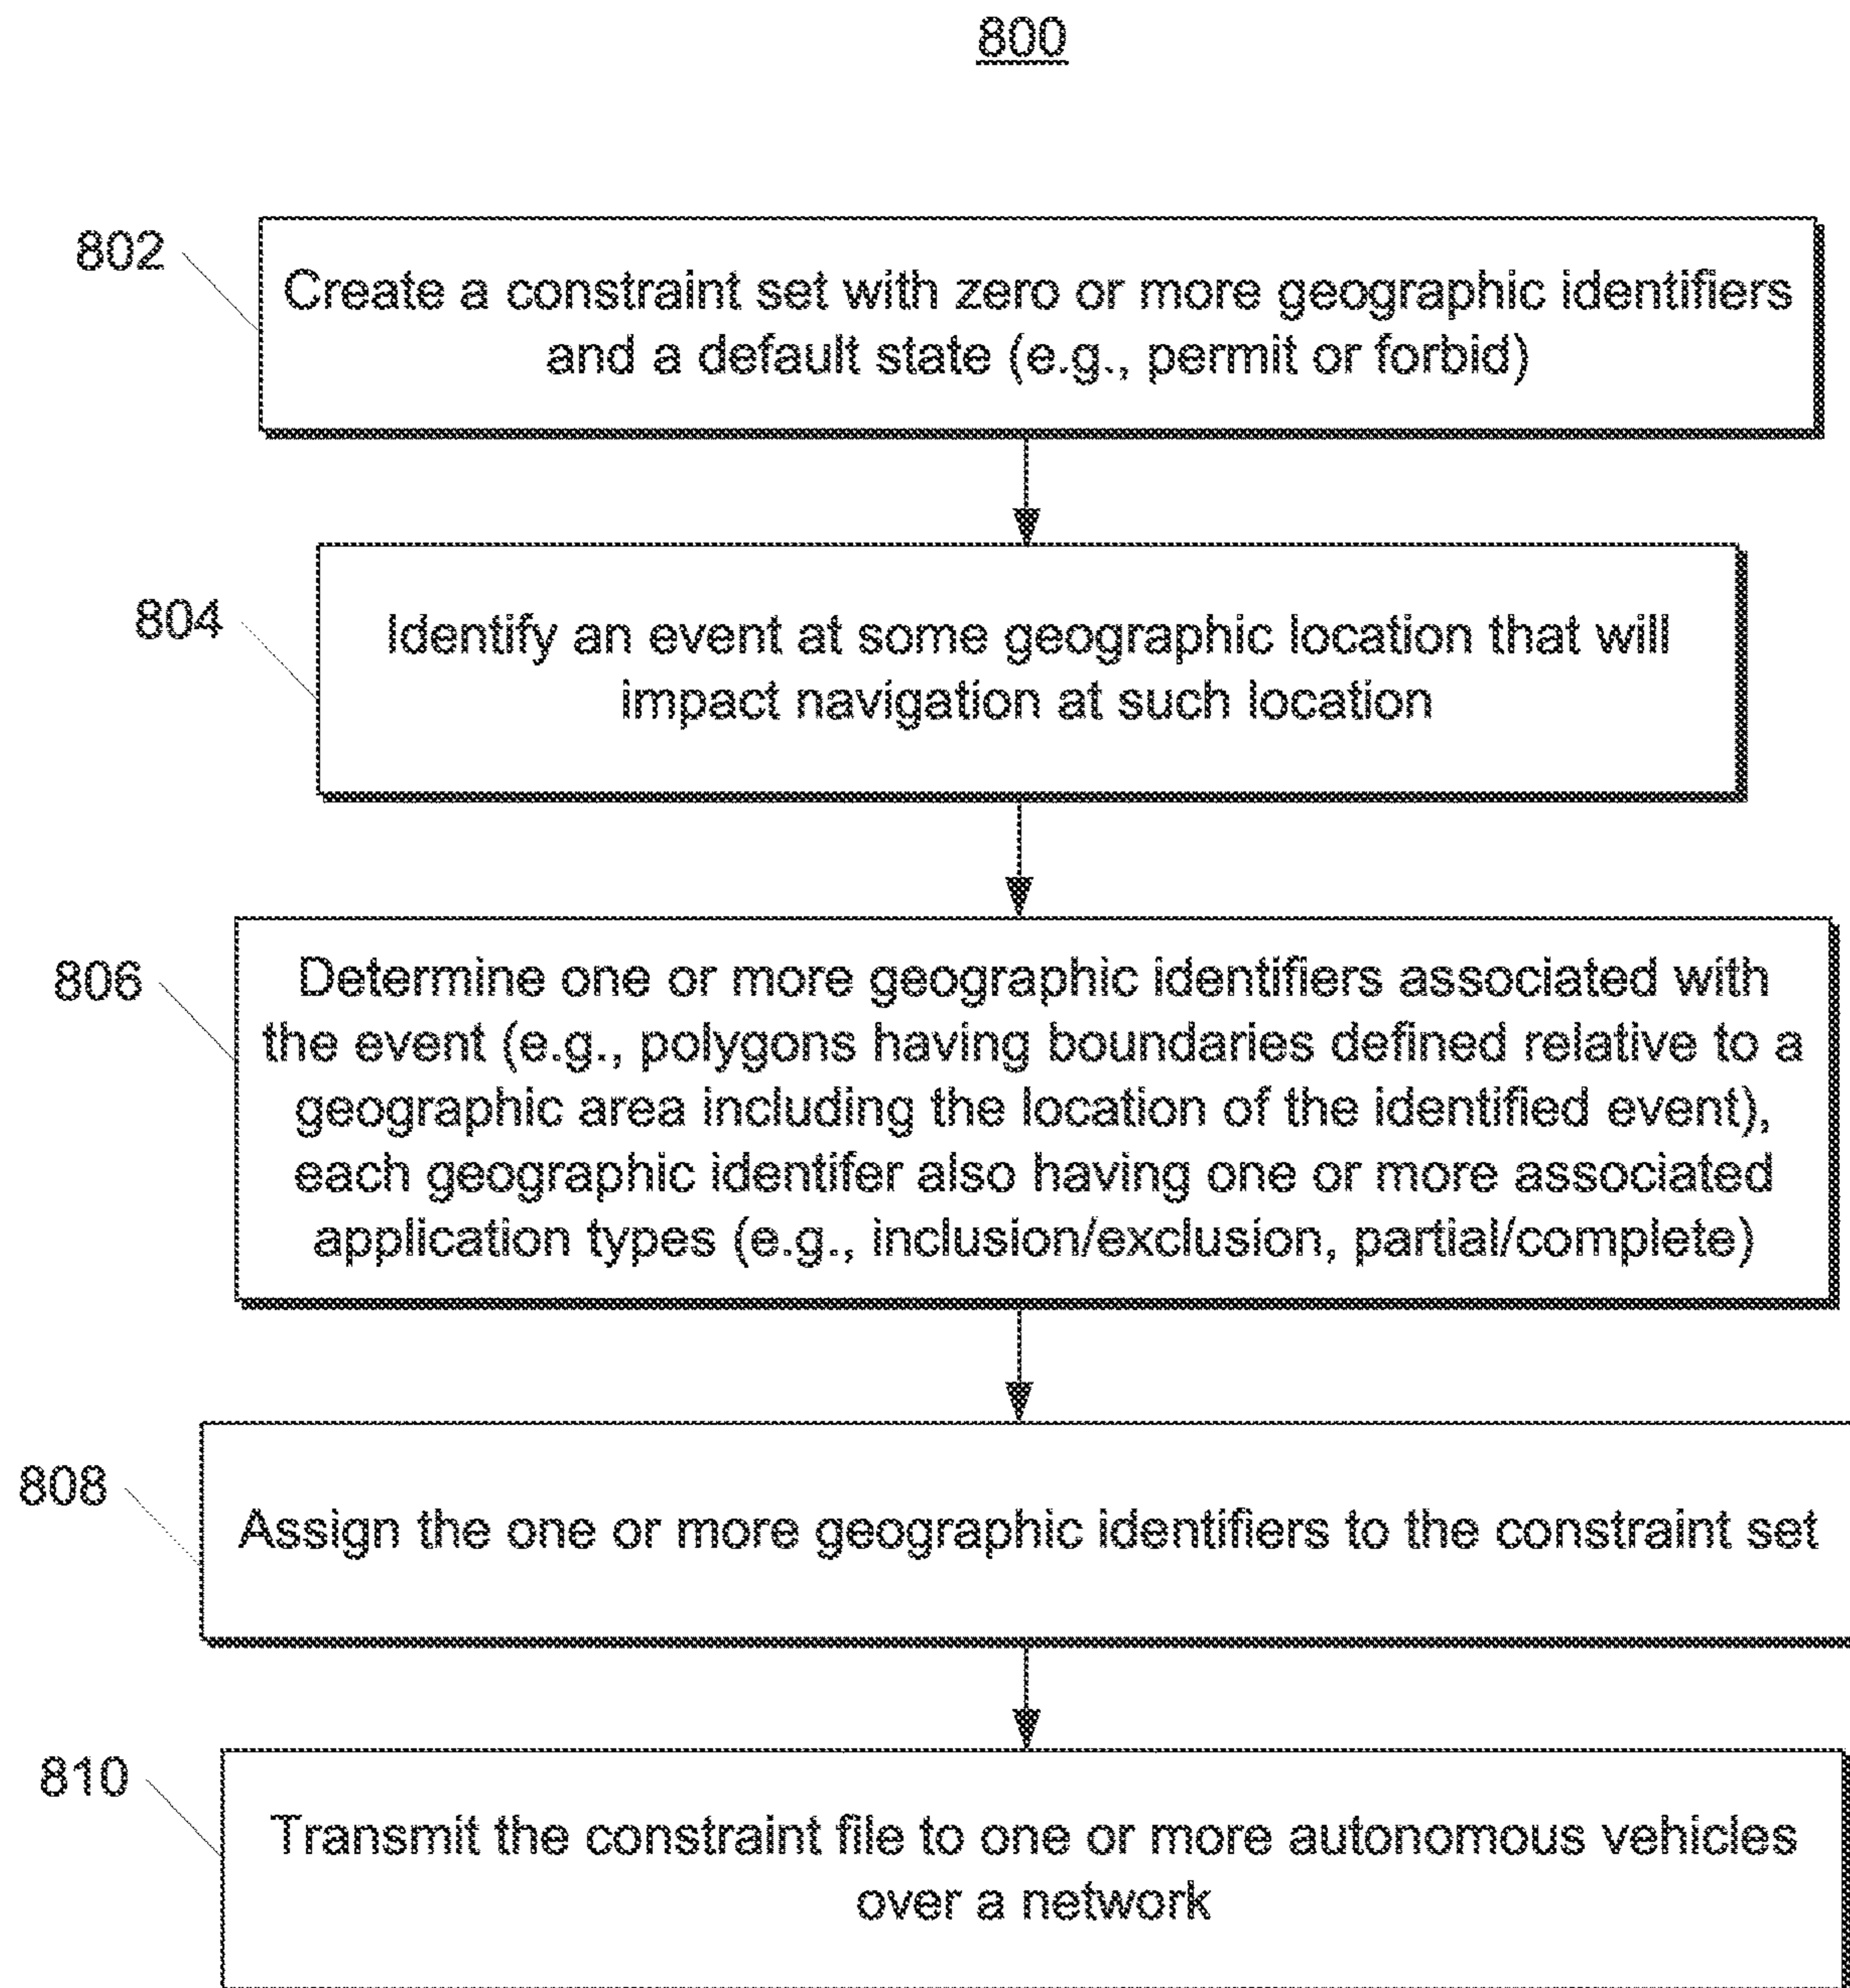 800
802
Create a constraint set with zero or more geographic identifiers
and a default state (e.g., permit or forbid)
804
Identify an event at some geographic location that will
impact navigation at such location
806
Determine one or more geographic identifiers associated with
the event (e.g., polygons having boundaries defined relative to a
geographic area including the location of the identified event),
each geographic identifer also having one or more associated
application types (e.g., inclusion/exclusion, partial/complete)
808
Assign the one or more geographic identifiers to the constraint set
810
Transmit the constraint file to one or more autonomous vehicles
over a network